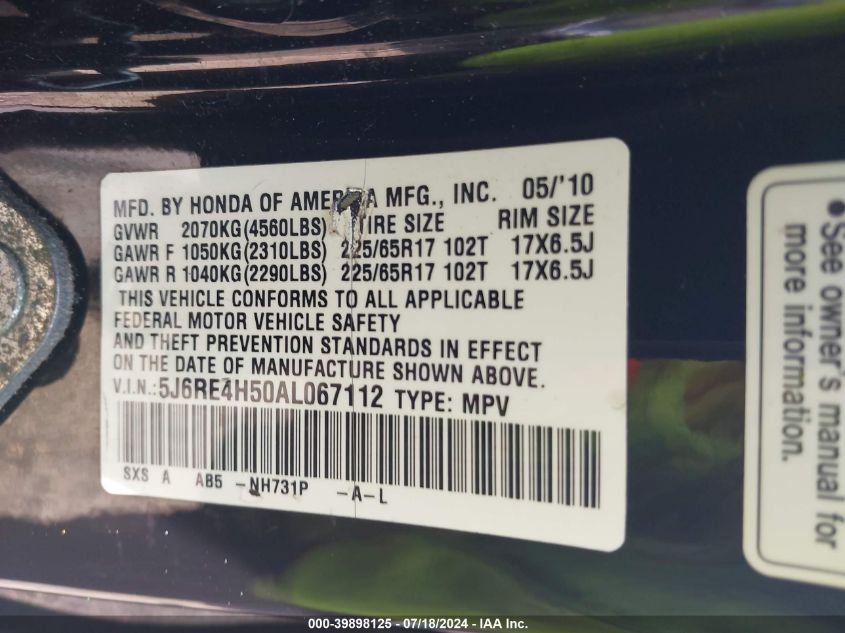 MFD. BY HONDA OF AMERICA MFG., INC. 05/'10
GVWR 2070KG(4560LBS) TIRE SIZE RIM SIZE
GAWR F 1050KG(2310LBS) 225/65R17 102T 17X6.5J
GAWR R 1040KG(2290LBS) 225/65R17 102T 17X6.5J
THIS VEHICLE CONFORMS TO ALL APPLICABLE
FEDERAL MOTOR VEHICLE SAFETY
AND THEFT PREVENTION STANDARDS IN EFFECT
ON THE DATE OF MANUFACTURE SHOWN ABOVE.
V.I.N.: 5J6RE4H50AL067112 TYPE: MPV
SXS A AB5 -NH731P -A-L
•See owner's manual for
more information.
000-39898125 - 07/18/2024 - IAA Inc.